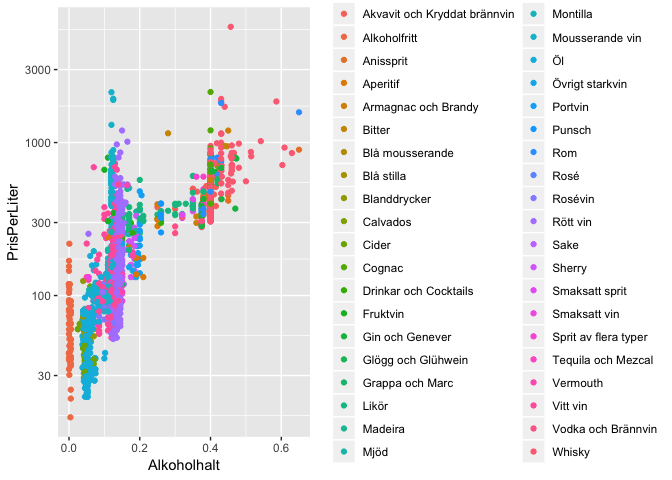 PrisPerLiter
3000
1000
300
100
30
0.0
0.2
0.4
0.6
Alkoholhalt
Akvavit och Kryddat brännvin
Alkoholfritt
Anissprit
Aperitif
Armagnac och Brandy
Bitter
Blå mousserande
Blå stilla
Blanddrycker
Calvados
Cider
Cognac
Drinkar och Cocktails
Fruktvin
Gin och Genever
Glögg och Glühwein
Grappa och Marc
Likör
Madeira
Mjöd
Montilla
Mousserande vin
Öl
Övrigt starkvin
Portvin
Punsch
Rom
Rosé
Rosévin
Rött vin
Sake
Sherry
Smaksatt sprit
Smaksatt vin
Sprit av flera typer
Tequila och Mezcal
Vermouth
Vitt vin
Vodka och Brännvin
Whisky